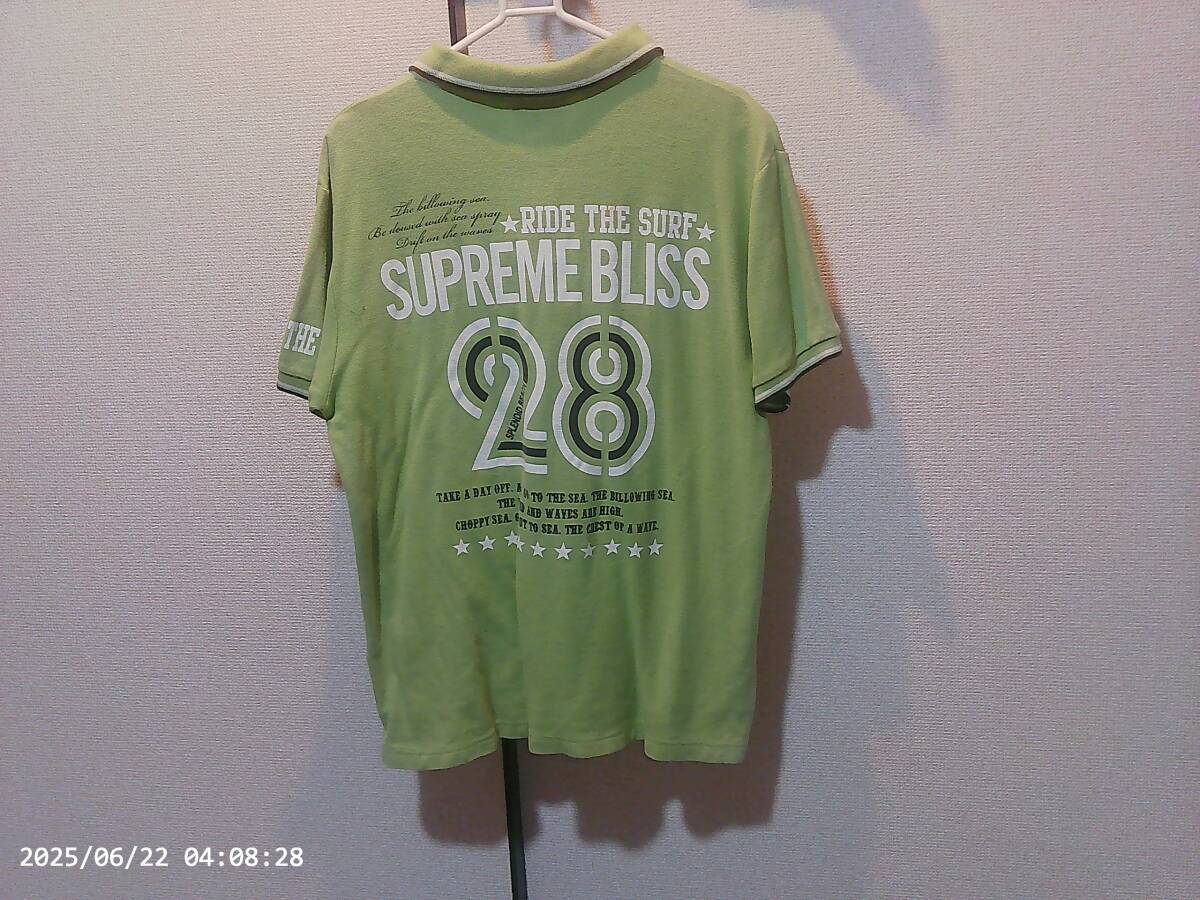 The billowing sea.
Be doused with sea spray
Drift on the waves
★RIDE THE SURF★
SUPREME BLISS
THE
28
SPLENDID
TAKE A DAY OFF. TO THE SEA. THE BILLOWING SEA.
THE AND WAVES ARE HIGH.
CHOPPY SEA. TO SEA. THE CREST OF A WAVE.
2025/06/22 04:08:28